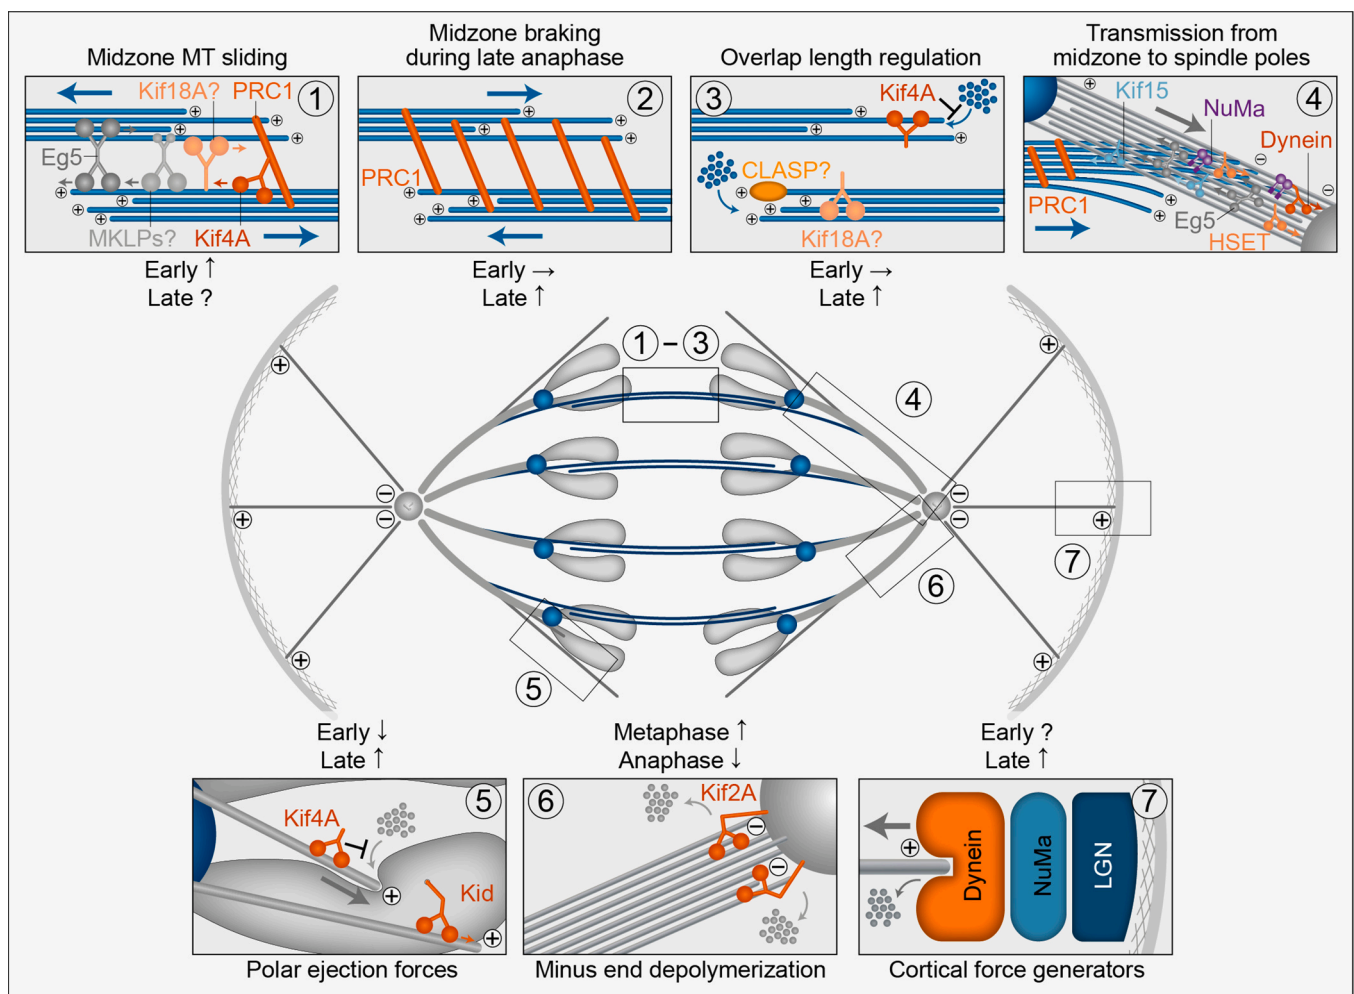 Midzone MT sliding
Midzone braking
during late anaphase
Overlap length regulation
Transmission from
midzone to spindle poles
Kif18A?
PRC1
1
Eg5
MKLPs?
Kif4A
+
+
+
+
+
+
2
PRC1
+
+
+
+
+
+
3
Kif4A
CLASP?
Kif18A?
+
+
+
+
+
4
Kif15
NuMa
Dynein
PRC1
Eg5
HSET
+
+
+
−
−
Early ↑
Late ?
Early →
Late ↑
Early →
Late ↑
1 – 3
4
5
6
7
+
+
+
−
−
−
−
+
+
+
Early ↓
Late ↑
Metaphase ↑
Anaphase ↓
Early ?
Late ↑
5
Kif4A
Kid
+
+
6
Kif2A
−
−
7
+
Dynein
NuMa
LGN
Polar ejection forces
Minus end depolymerization
Cortical force generators